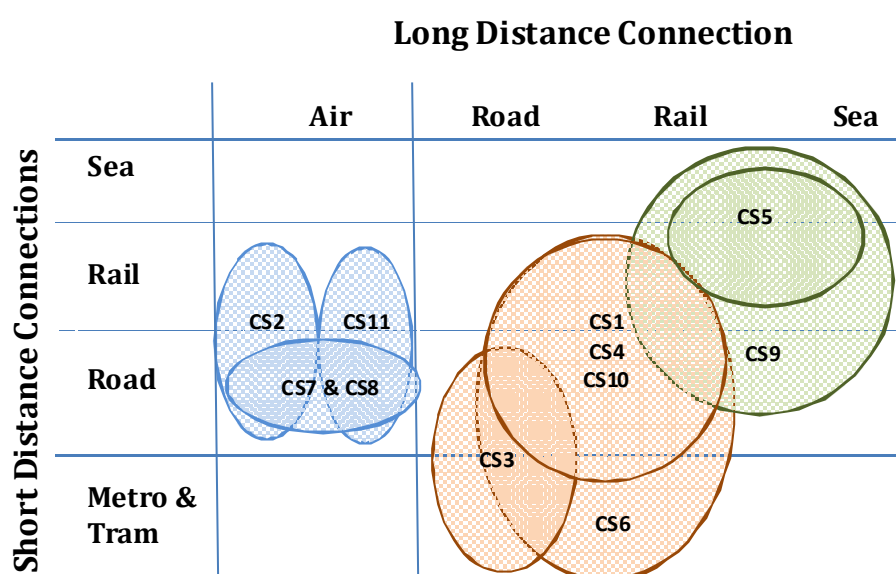 Long Distance Connection
Air
Road
Rail
Sea
Short Distance Connections
Sea
Rail
Road
Metro &
Tram
CS5
CS2
CS11
CS1
CS4
CS9
CS10
CS7 & CS8
CS3
CS6